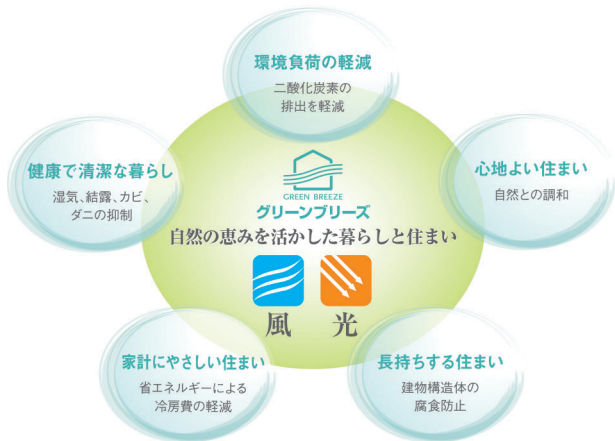 環境負荷の軽減
二酸化炭素の
排出を軽減
健康で清潔な暮らし
湿気、結露、カビ、
ダニの抑制
心地よい住まい
自然との調和
GREEN BREEZE
グリーンブリーズ
自然の恵みを活かした暮らしと住まい
風 光
家計にやさしい住まい
省エネルギーによる
冷房費の軽減
長持ちする住まい
建物構造体の
腐食防止